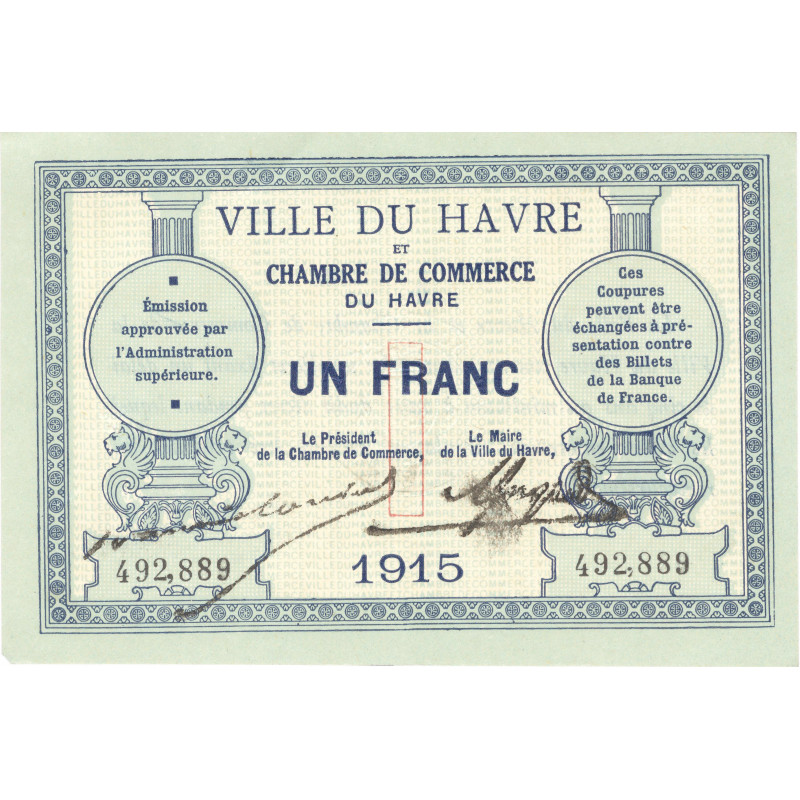 VILLE DU HAVRE
ET
CHAMBRE DE COMMERCE
DU HAVRE
Émission
approuvée par
l'Administration
supérieure.
Ces
Coupures
peuvent être
échangées à pré-
sentation contre
des Billets
de la Banque
de France.
UN FRANC
1
Le Président
de la Chambre de Commerce,
Le Maire
de la Ville du Havre,
492,889
1915
492,889